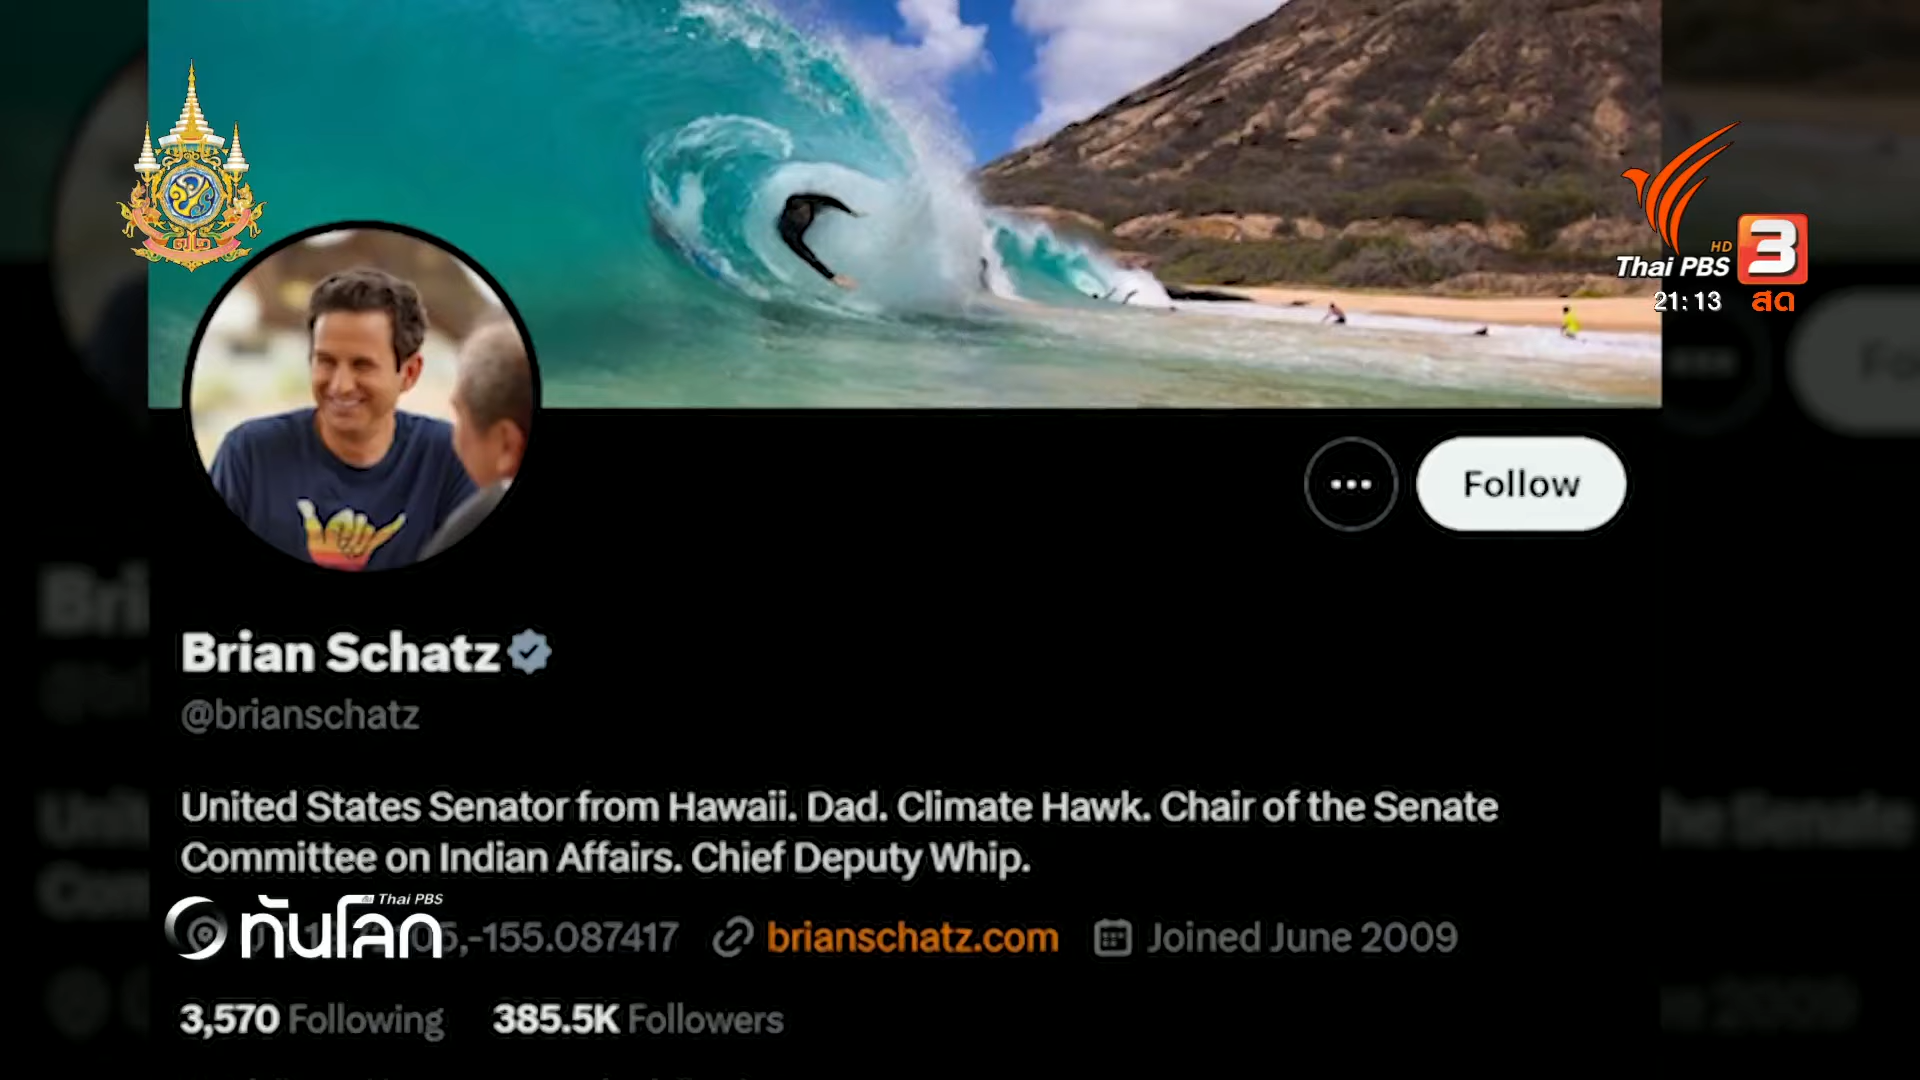 HD
Thai PBS 3
21:13 สด
Follow
Brian Schatz
@brianschatz
United States Senator from Hawaii. Dad. Climate Hawk. Chair of the Senate
Committee on Indian Affairs. Chief Deputy Whip.
Thai PBS
ทันโลก
5,-155.087417 brianschatz.com Joined June 2009
3,570 Following 385.5K Followers